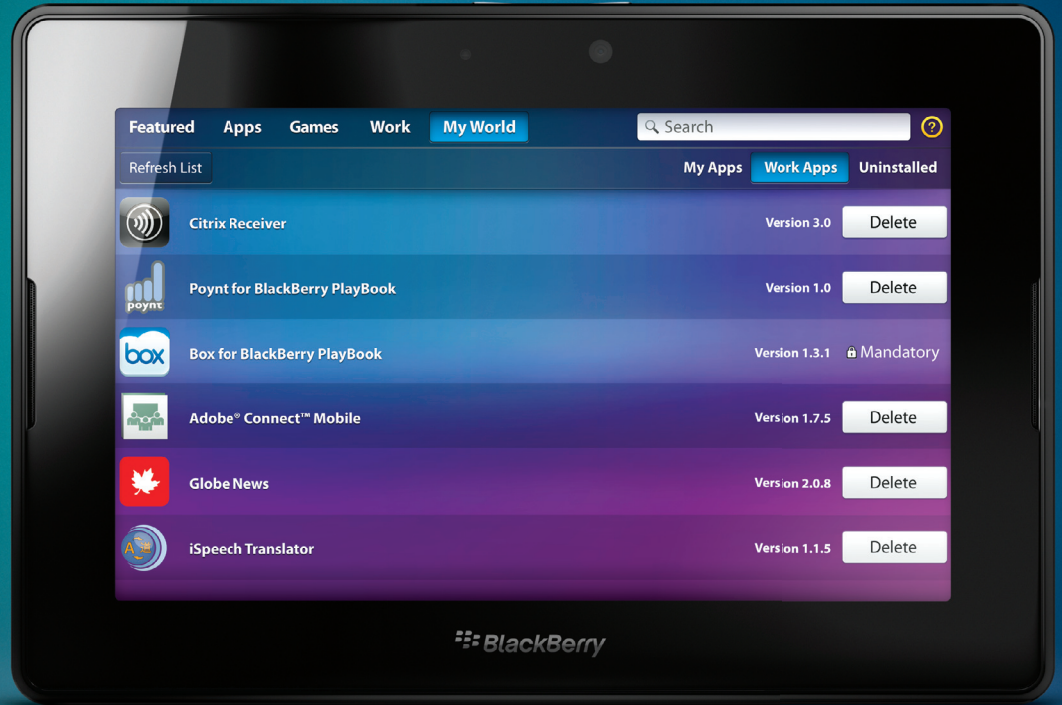 Featured Apps Games Work My World Search ?
Refresh List My Apps Work Apps Uninstalled
Citrix Receiver Version 3.0 Delete
poynt Poynt for BlackBerry PlayBook Version 1.0 Delete
box Box for BlackBerry PlayBook Version 1.3.1 Mandatory
Adobe® Connect™ Mobile Version 1.7.5 Delete
Globe News Version 2.0.8 Delete
A iSpeech Translator Version 1.1.5 Delete
BlackBerry